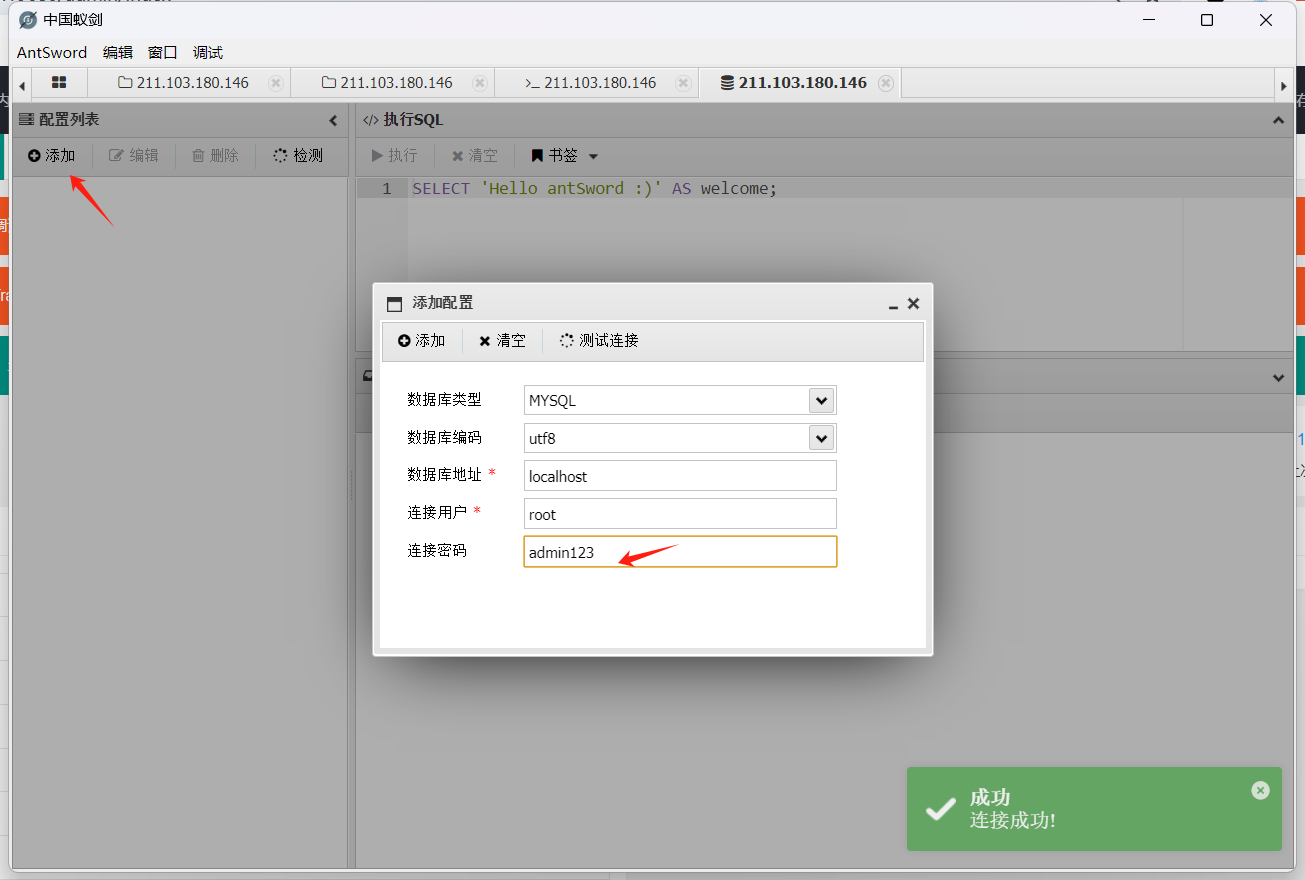 中国蚁剑
AntSword 编辑 窗口 调试
211.103.180.146 211.103.180.146 >_ 211.103.180.146 211.103.180.146
配置列表
添加 编辑 删除 检测
</> 执行SQL
执行 清空 书签
1 SELECT 'Hello antSword :)' AS welcome;
添加配置
添加 清空 测试连接
数据库类型 MYSQL
数据库编码 utf8
数据库地址 * localhost
连接用户 * root
连接密码 admin123
成功
连接成功!